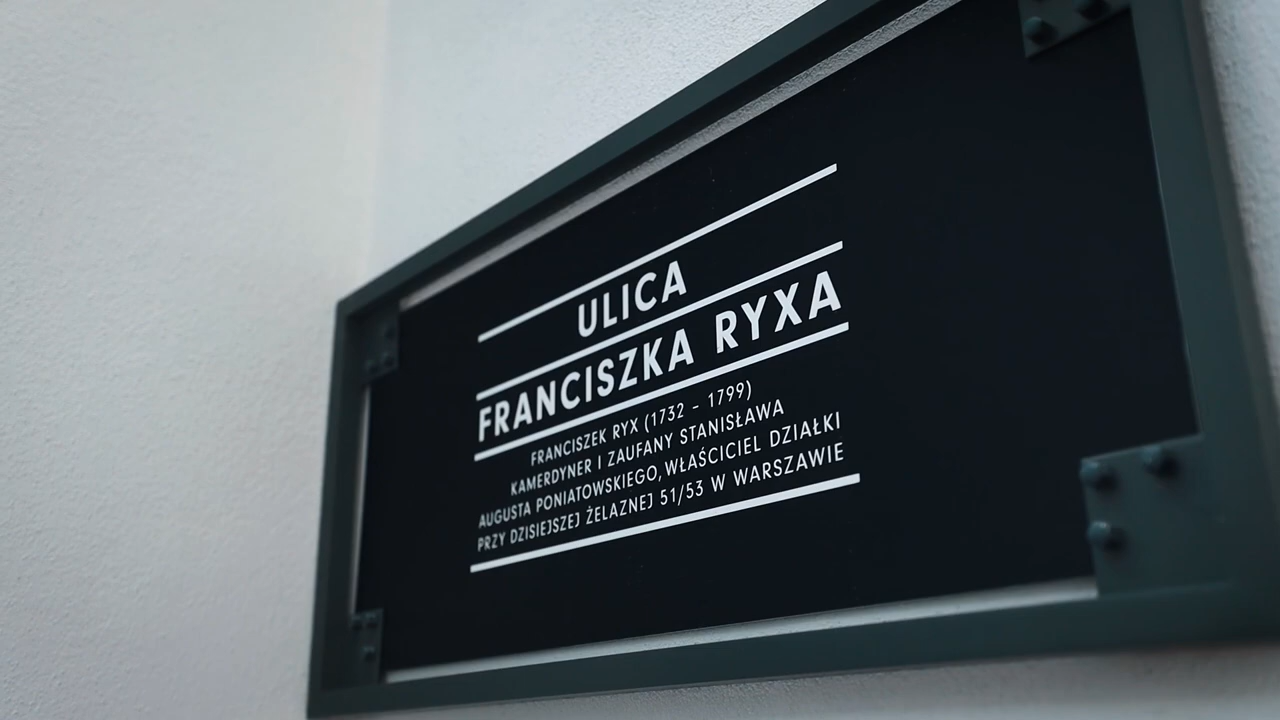 ULICA
FRANCISZKA RYXA
FRANCISZEK RYX (1732 - 1799)
KAMERDYNER I ZAUFANY STANISŁAWA
AUGUSTA PONIATOWSKIEGO, WŁAŚCICIEL DZIAŁKI
PRZY DZISIEJSZEJ ŻELAZNEJ 51/53 W WARSZAWIE